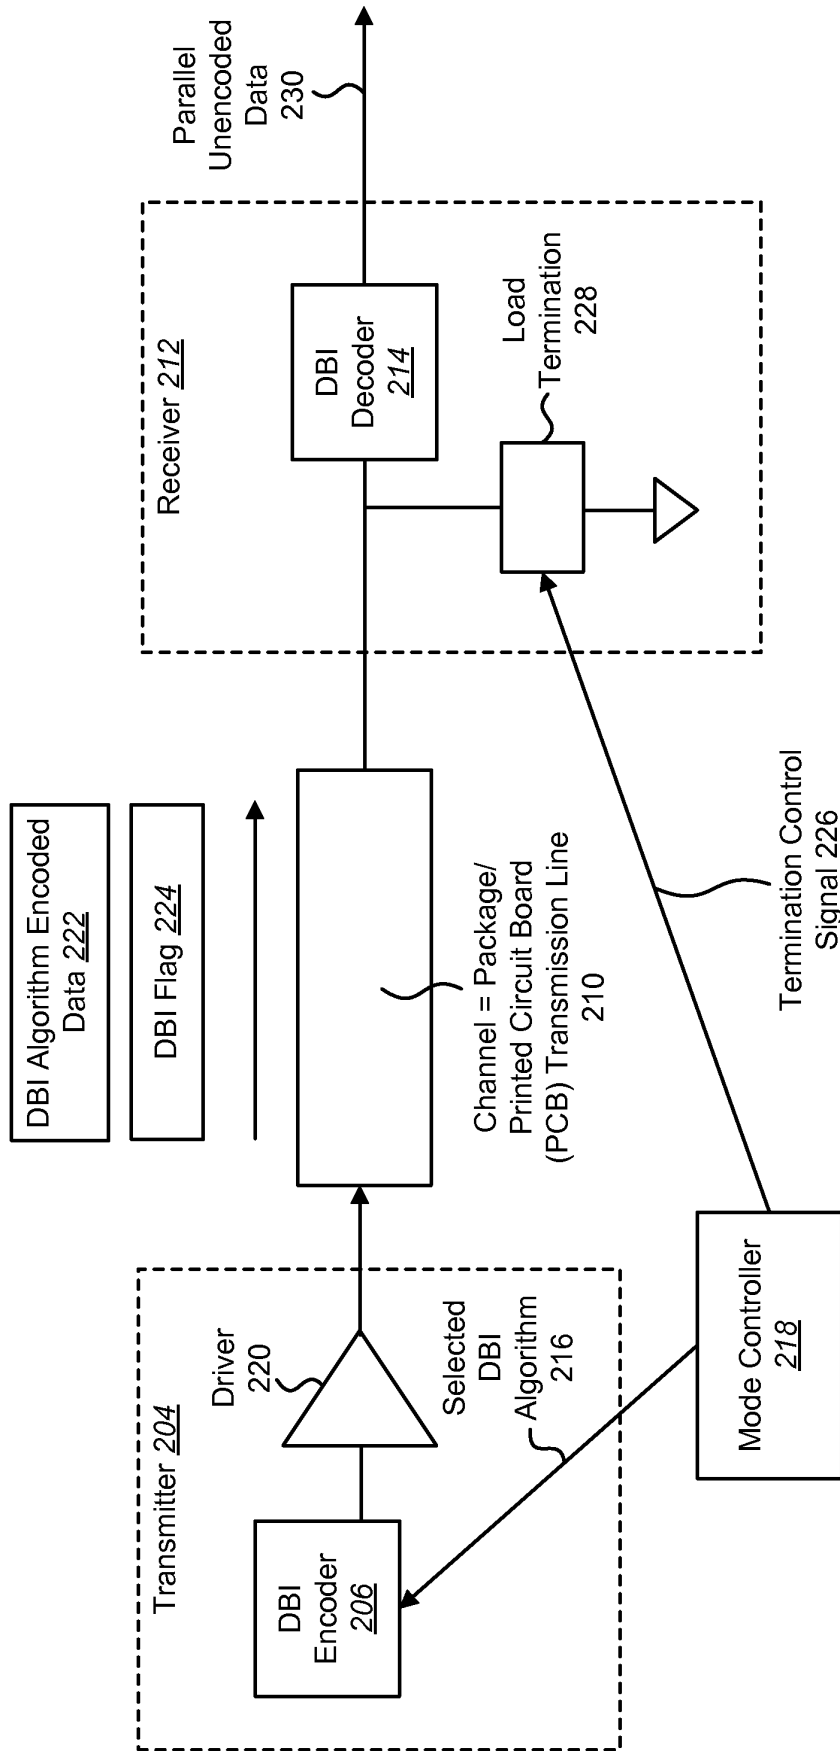 DBI Algorithm Encoded
Data 222
DBI Flag 224
Transmitter 204
DBI
Encoder
206
Driver
220
Selected
DBI
Algorithm
216
Channel = Package/
Printed Circuit Board
(PCB) Transmission Line
210
Receiver 212
DBI
Decoder
214
Load
Termination
228
Parallel
Unencoded
Data
230
Mode Controller
218
Termination Control
Signal 226